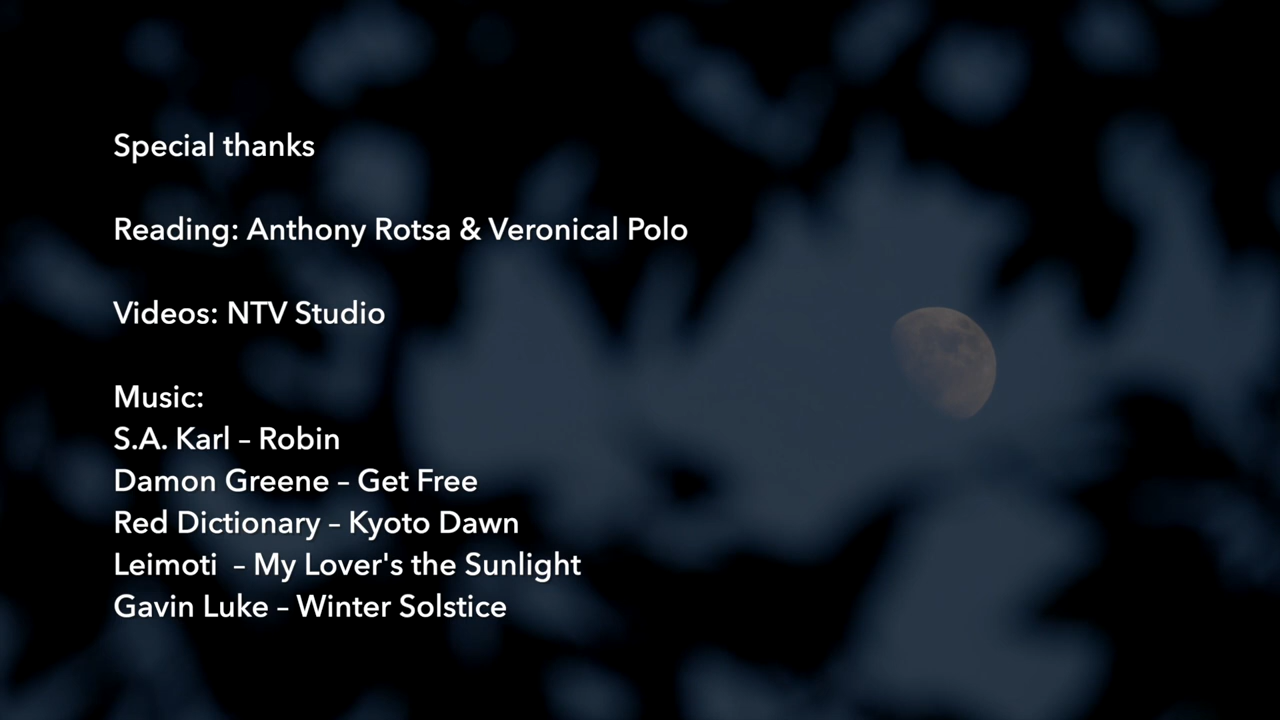 Special thanks
Reading: Anthony Rotsa & Veronical Polo
Videos: NTV Studio
Music:
S.A. Karl – Robin
Damon Greene – Get Free
Red Dictionary – Kyoto Dawn
Leimoti – My Lover's the Sunlight
Gavin Luke – Winter Solstice